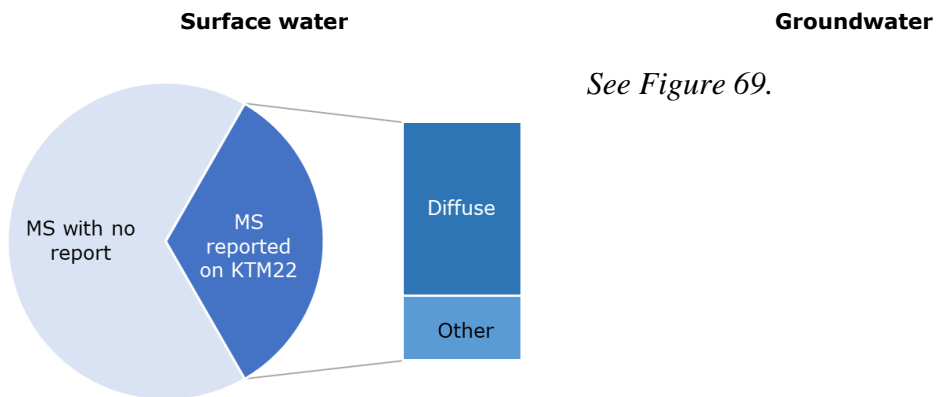 Surface water
Groundwater
See Figure 69.
MS with no
report
MS
reported
on KTM22
Diffuse
Other